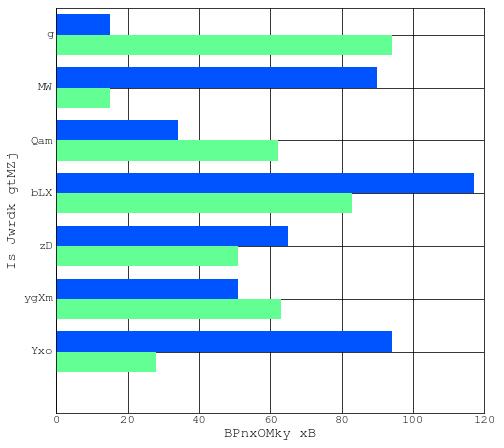 g
MW
Qam
bLX
zD
ygXm
Yxo
Is Jwrdk gtMZj
0 20 40 60 80 100 120
BPnxOMky xB